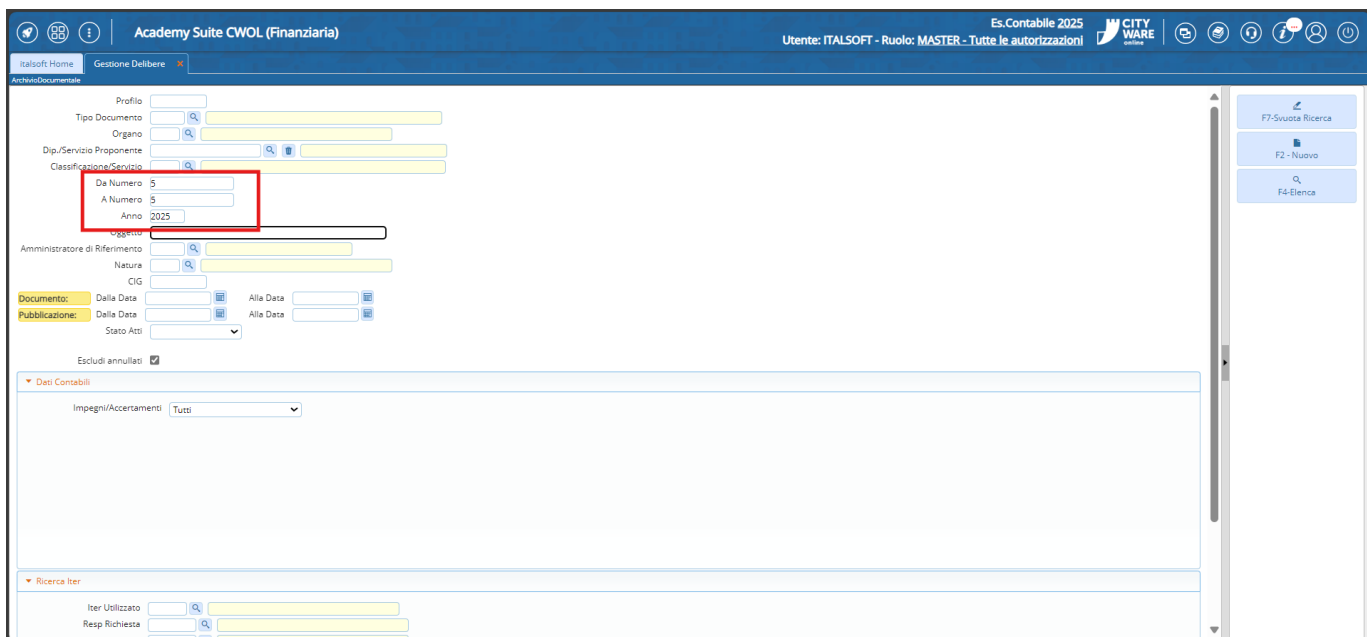 Academy Suite CWOL (Finanziaria)
Es.Contabile 2025
Utente: ITALSOFT - Ruolo: MASTER - Tutte le autorizzazioni
CITY
WARE
online
italsoft Home
Gestione Delibere
ArchivioDocumentale
Profilo
Tipo Documento
Organo
Dip./Servizio Proponente
Classificazione/Servizio
Da Numero 5
A Numero 5
Anno 2025
Oggetto
Amministratore di Riferimento
Natura
CIG
Documento: Dalla Data Alla Data
Pubblicazione: Dalla Data Alla Data
Stato Atti
Escludi annullati
Dati Contabili
Impegni/Accertamenti Tutti
Ricerca Iter
Iter Utilizzato
Resp Richiesta
F7-Svuota Ricerca
F2 - Nuovo
F4-Elenca